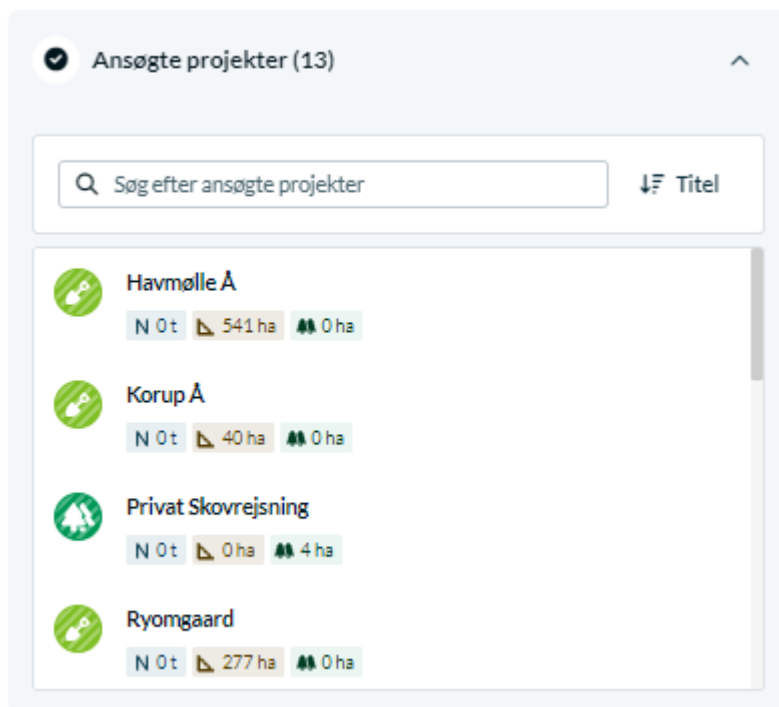 Ansøgte projekter (13)
Søg efter ansøgte projekter
Titel
Havmølle Å
N 0 t 541 ha 0 ha
Korup Å
N 0 t 40 ha 0 ha
Privat Skovrejsning
N 0 t 0 ha 4 ha
Ryomgaard
N 0 t 277 ha 0 ha